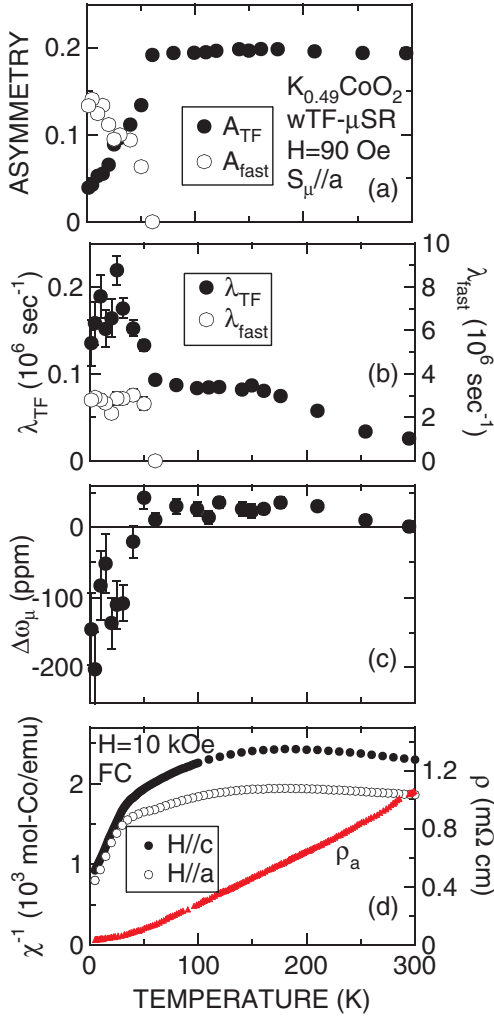 0.2
0.1
0
ASYMMETRY
K0.49CoO2
wTF-μSR
H=90 Oe
Sμ//a
ATF
Afast
(a)
0.2
0.1
0
λTF (10^6 sec^-1)
λTF
λfast
(b)
10
8
6
4
2
0
λfast (10^6 sec^-1)
0
-100
-200
Δωμ (ppm)
(c)
H=10 kOe
FC
2
1
0
χ^-1 (10^3 mol-Co/emu)
H//c
H//a
ρa
(d)
1.2
0.8
0.4
0
ρ (mΩ cm)
0 100 200 300
TEMPERATURE (K)